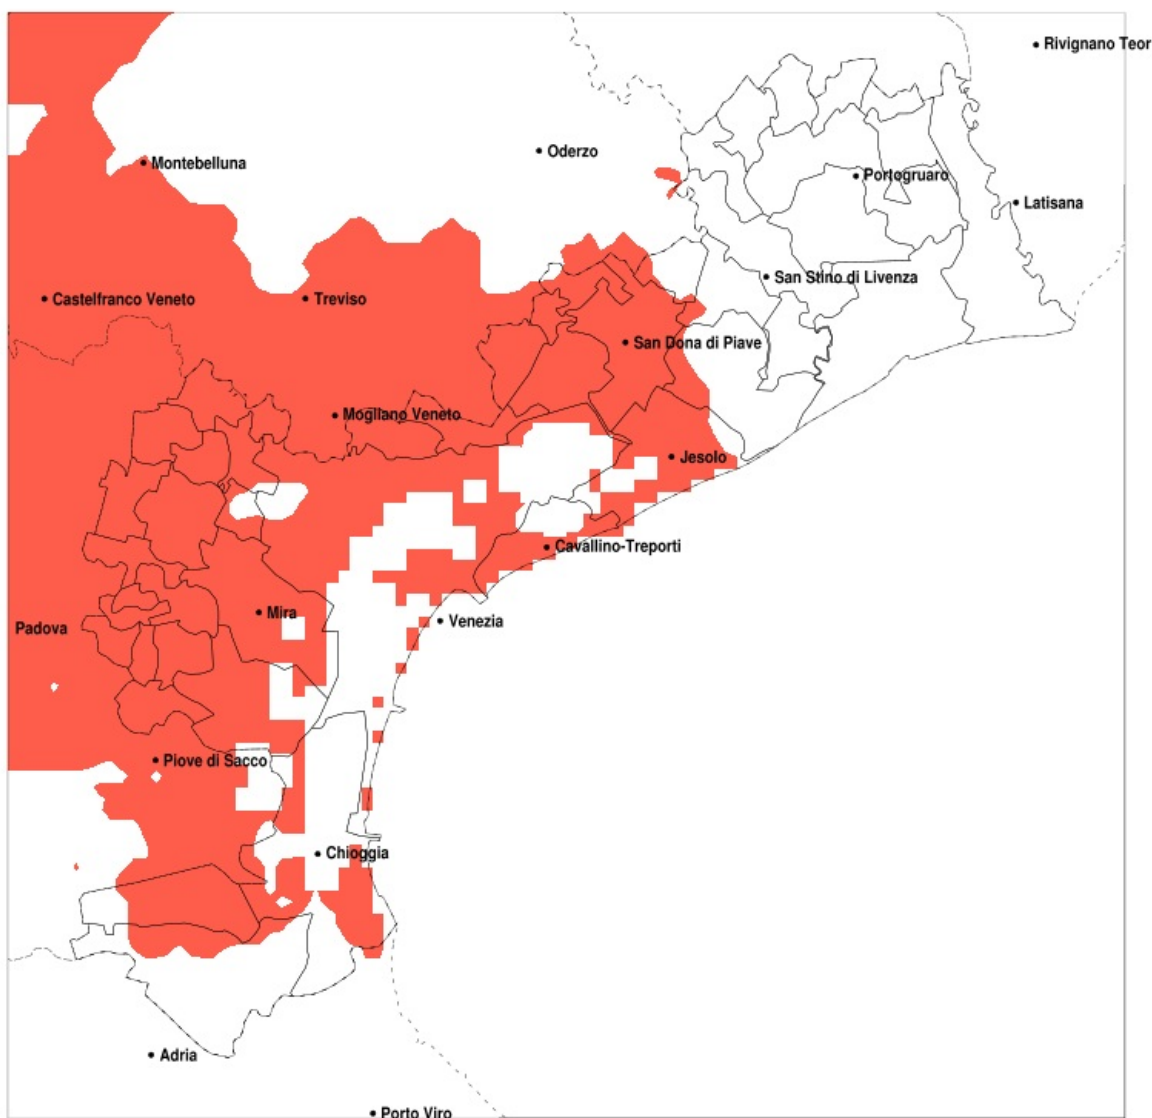 Rivignano Teor
Oderzo
Montebelluna
Portogruaro
Latisana
San Stino di Livenza
Castelfranco Veneto
Treviso
San Dona di Piave
Mogliano Veneto
Jesolo
Cavallino-Treporti
Mira
Venezia
Padova
Piove di Sacco
Chioggia
Adria
Porto Viro